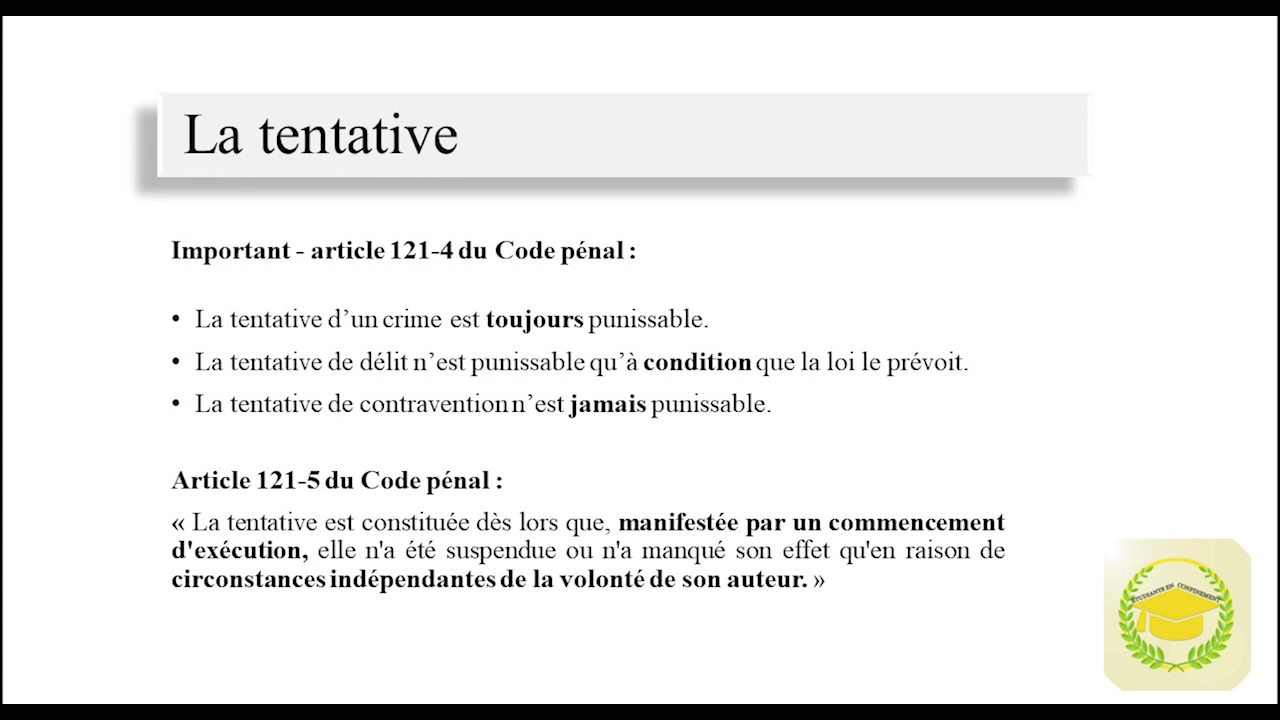 La tentative
Important - article 121-4 du Code pénal :
• La tentative d’un crime est toujours punissable.
• La tentative de délit n’est punissable qu’à condition que la loi le prévoit.
• La tentative de contravention n’est jamais punissable.
Article 121-5 du Code pénal :
« La tentative est constituée dès lors que, manifestée par un commencement
d'exécution, elle n'a été suspendue ou n'a manqué son effet qu'en raison de
circonstances indépendantes de la volonté de son auteur. »
ETUDIANTS EN CONFINEMENT